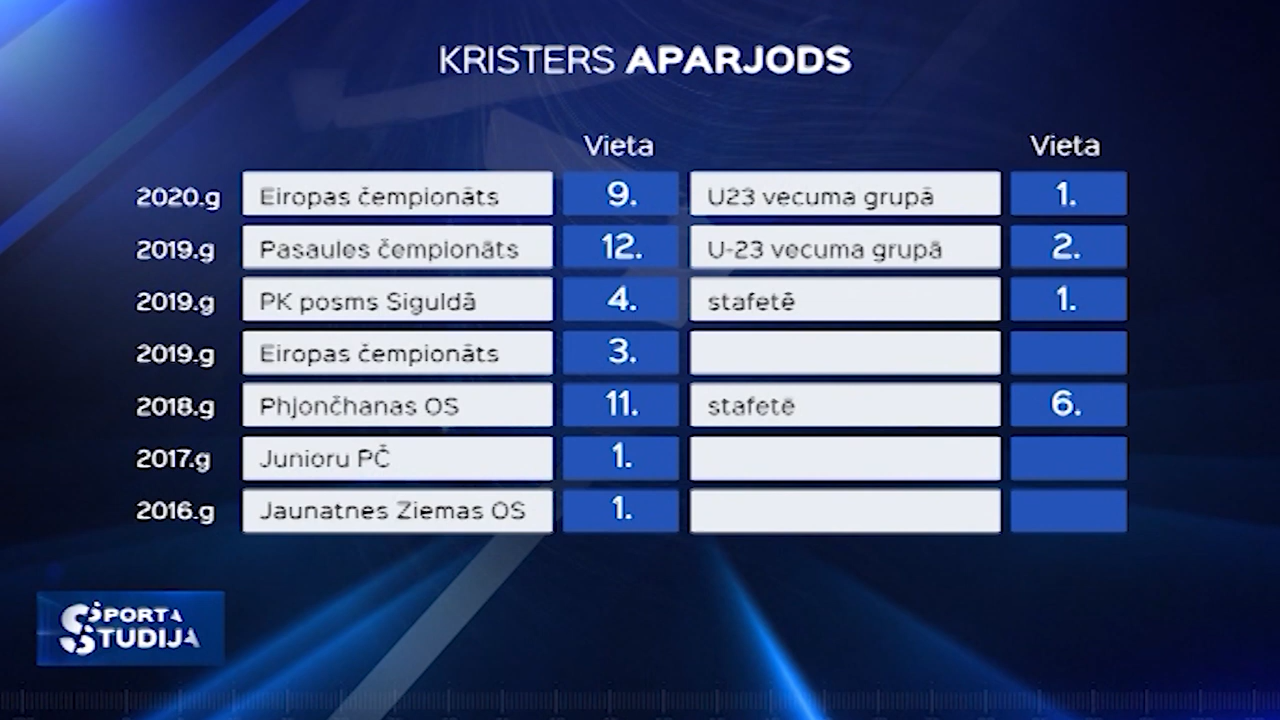 KRISTERS APARJODS
Vieta Vieta
2020.g Eiropas čempionāts 9. U23 vecuma grupā 1.
2019.g Pasaules čempionāts 12. U-23 vecuma grupā 2.
2019.g PK posms Siguldā 4. stafetē 1.
2019.g Eiropas čempionāts 3.
2018.g Phjončhanas OS 11. stafetē 6.
2017.g Junioru PČ 1.
2016.g Jaunatnes Ziemas OS 1.
SPORTA
STUDIJA